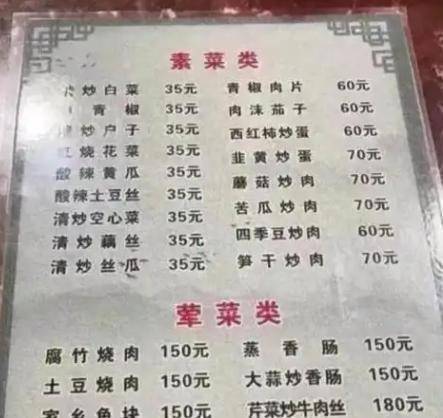 素菜类
炒白菜 35元 青椒肉片 60元
青椒 35元 肉沫茄子 60元
炒户子 35元 西红柿炒蛋 60元
烧花菜 35元 韭黄炒蛋 70元
酸辣黄瓜 35元 蘑菇炒肉 70元
酸辣土豆丝 35元 苦瓜炒肉 70元
清炒空心菜 35元 四季豆炒肉 60元
清炒藕丝 35元 笋干炒肉 70元
清炒丝瓜 35元
荤菜类
腐竹烧肉 150元 蒸香肠 150元
土豆烧肉 150元 大蒜炒香肠 150元
家乡鱼块 150元 芹菜炒牛肉丝 180元